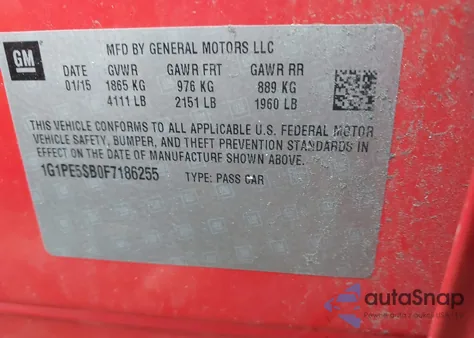 GM
MFD BY GENERAL MOTORS LLC
DATE GVWR GAWR FRT GAWR RR
01/15 1865 KG 976 KG 889 KG
4111 LB 2151 LB 1960 LB
THIS VEHICLE CONFORMS TO ALL APPLICABLE U.S. FEDERAL MOTOR
VEHICLE SAFETY, BUMPER, AND THEFT PREVENTION STANDARDS
IN EFFECT ON THE DATE OF MANUFACTURE SHOWN ABOVE.
1G1PE5SB0F7186255 TYPE: PASS CAR
autoSnap